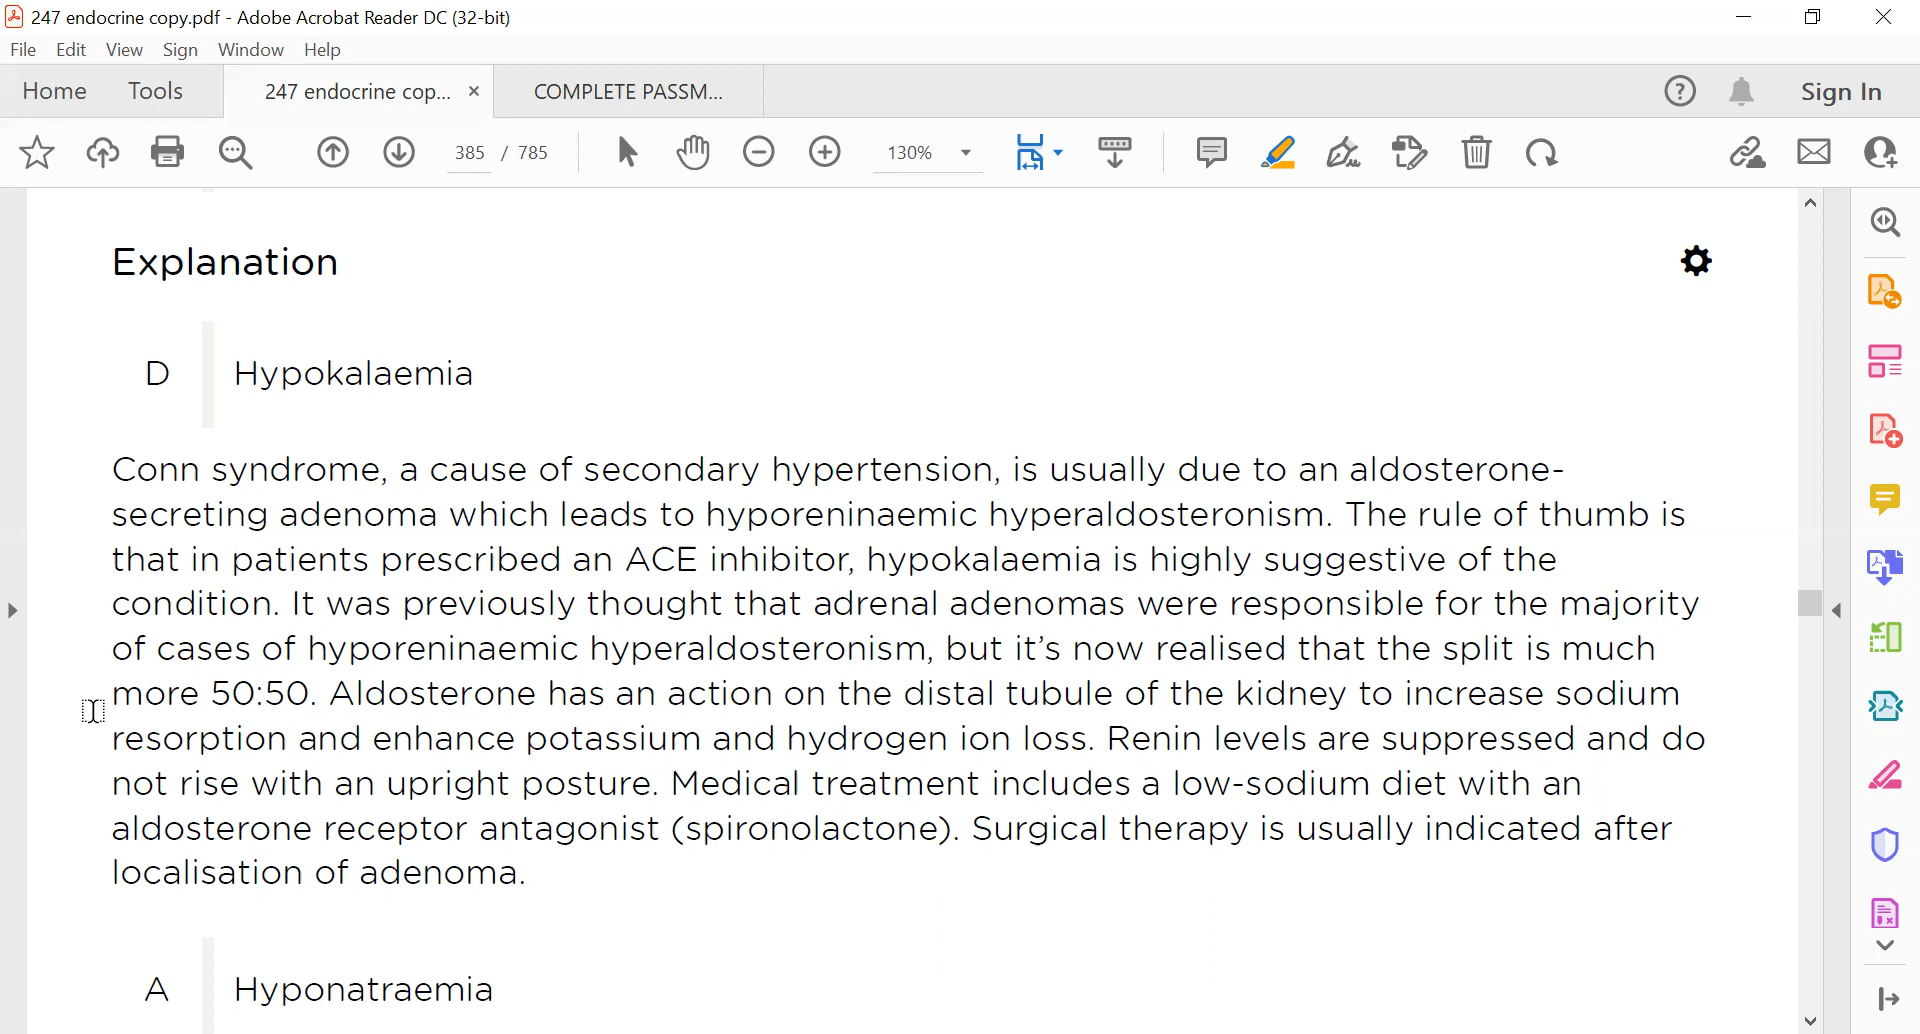 247 endocrine copy.pdf - Adobe Acrobat Reader DC (32-bit)
File Edit View Sign Window Help
Home Tools 247 endocrine cop... × COMPLETE PASSM... Sign In
385 / 785 130%
Explanation
D Hypokalaemia
Conn syndrome, a cause of secondary hypertension, is usually due to an aldosterone-
secreting adenoma which leads to hyporeninaemic hyperaldosteronism. The rule of thumb is
that in patients prescribed an ACE inhibitor, hypokalaemia is highly suggestive of the
condition. It was previously thought that adrenal adenomas were responsible for the majority
of cases of hyporeninaemic hyperaldosteronism, but it’s now realised that the split is much
more 50:50. Aldosterone has an action on the distal tubule of the kidney to increase sodium
resorption and enhance potassium and hydrogen ion loss. Renin levels are suppressed and do
not rise with an upright posture. Medical treatment includes a low-sodium diet with an
aldosterone receptor antagonist (spironolactone). Surgical therapy is usually indicated after
localisation of adenoma.
A Hyponatraemia